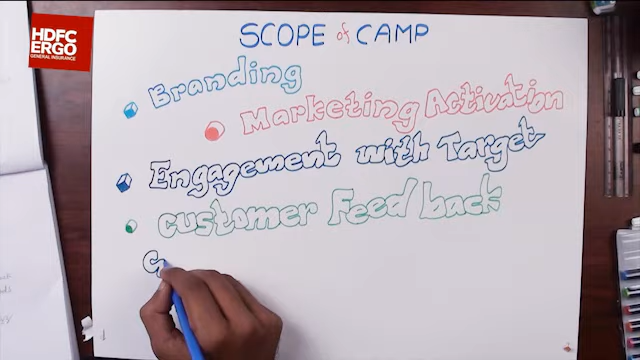 HDFC
ERGO
GENERAL INSURANCE
SCOPE of CAMP
Branding
Marketing Activation
Engagement with Target
Customer Feed back